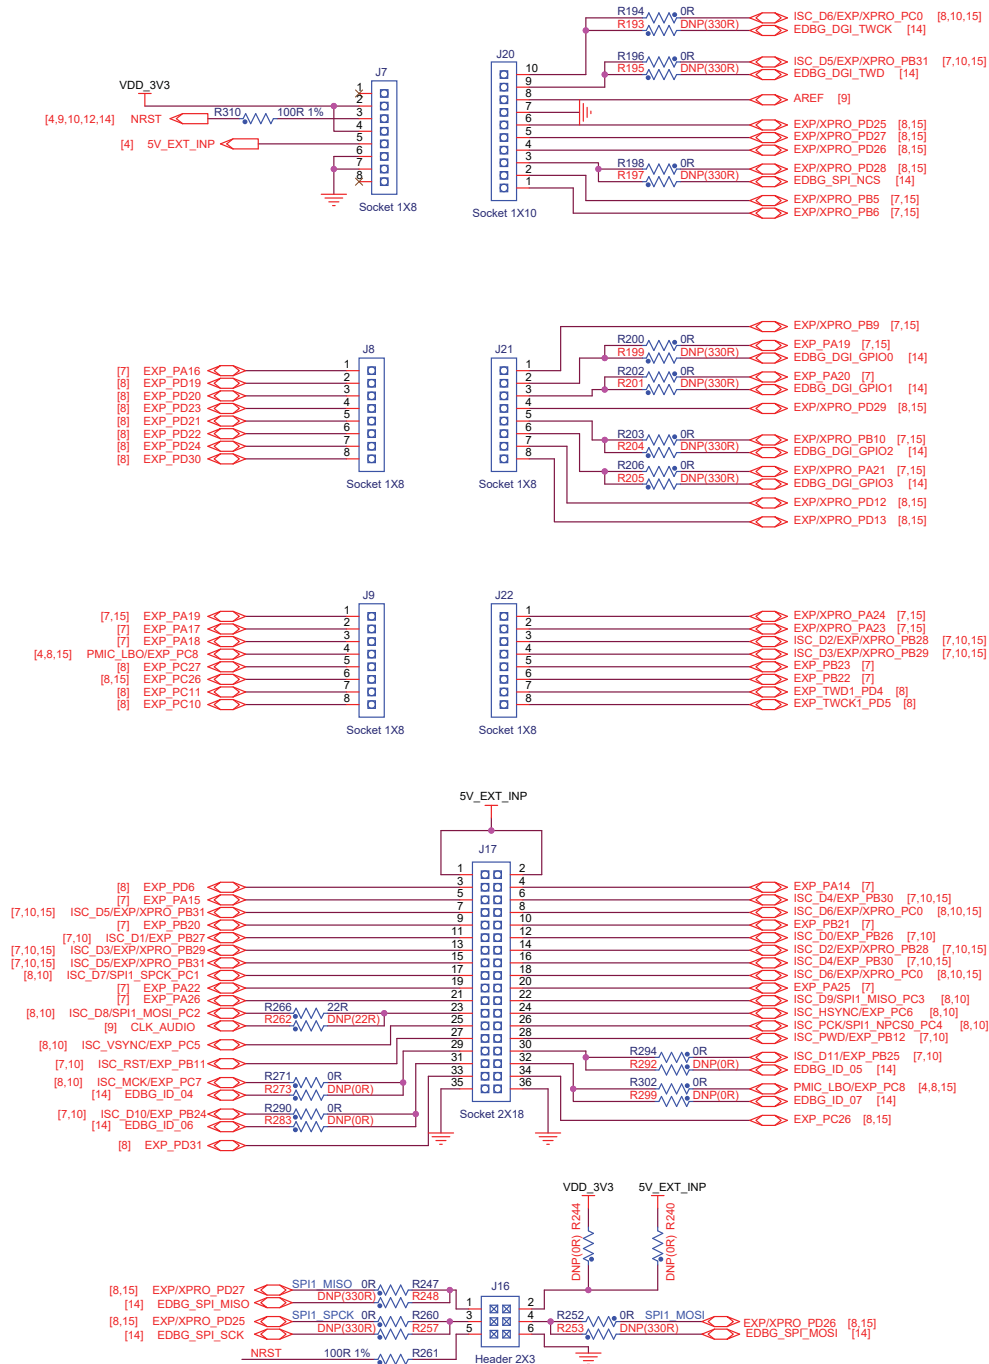 R194 0R ISC_D6/EXP/XPRO_PC0 [8,10,15]
R193 DNP(330R) EDBG_DGI_TWCK [14]
J20
R196 0R ISC_D5/EXP/XPRO_PB31 [7,10,15]
R195 DNP(330R) EDBG_DGI_TWD [14]
10
9
8 AREF [9]
7
6 EXP/XPRO_PD25 [8,15]
5 EXP/XPRO_PD27 [8,15]
4 EXP/XPRO_PD26 [8,15]
3 R198 0R EXP/XPRO_PD28 [8,15]
R197 DNP(330R) EDBG_SPI_NCS [14]
2 EXP/XPRO_PB5 [7,15]
1 EXP/XPRO_PB6 [7,15]
Socket 1X10
J7
VDD_3V3
1
2
[4,9,10,12,14] NRST R310 100R 1% 3
4
[4] 5V_EXT_INP 5
6
7
8
Socket 1X8
J8
[7] EXP_PA16 1
[8] EXP_PD19 2
[8] EXP_PD20 3
[8] EXP_PD23 4
[8] EXP_PD21 5
[8] EXP_PD22 6
[8] EXP_PD24 7
[8] EXP_PD30 8
Socket 1X8
J21
1 EXP/XPRO_PB9 [7,15]
2 R200 0R EXP_PA19 [7,15]
R199 DNP(330R) EDBG_DGI_GPIO0 [14]
3 R202 0R EXP_PA20 [7]
R201 DNP(330R) EDBG_DGI_GPIO1 [14]
4 EXP/XPRO_PD29 [8,15]
5 R203 0R EXP/XPRO_PB10 [7,15]
R204 DNP(330R) EDBG_DGI_GPIO2 [14]
6 R206 0R EXP/XPRO_PA21 [7,15]
R205 DNP(330R) EDBG_DGI_GPIO3 [14]
7 EXP/XPRO_PD12 [8,15]
8 EXP/XPRO_PD13 [8,15]
Socket 1X8
J9
[7,15] EXP_PA19 1
[7] EXP_PA17 2
[7] EXP_PA18 3
[4,8,15] PMIC_LBO/EXP_PC8 4
[8] EXP_PC27 5
[8,15] EXP_PC26 6
[8] EXP_PC11 7
[8] EXP_PC10 8
Socket 1X8
J22
1 EXP/XPRO_PA24 [7,15]
2 EXP/XPRO_PA23 [7,15]
3 ISC_D2/EXP/XPRO_PB28 [7,10,15]
4 ISC_D3/EXP/XPRO_PB29 [7,10,15]
5 EXP_PB23 [7]
6 EXP_PB22 [7]
7 EXP_TWD1_PD4 [8]
8 EXP_TWCK1_PD5 [8]
Socket 1X8
5V_EXT_INP
J17
1 2
[8] EXP_PD6 3 4 EXP_PA14 [7]
[7] EXP_PA15 5 6 ISC_D4/EXP_PB30 [7,10,15]
[7,10,15] ISC_D5/EXP/XPRO_PB31 7 8 ISC_D6/EXP/XPRO_PC0 [8,10,15]
[7] EXP_PB20 9 10 EXP_PB21 [7]
[7,10] ISC_D1/EXP_PB27 11 12 ISC_D0/EXP_PB26 [7,10]
[7,10,15] ISC_D3/EXP/XPRO_PB29 13 14 ISC_D2/EXP/XPRO_PB28 [7,10,15]
[7,10,15] ISC_D5/EXP/XPRO_PB31 15 16 ISC_D4/EXP_PB30 [7,10,15]
[8,10] ISC_D7/SPI1_SPCK_PC1 17 18 ISC_D6/EXP/XPRO_PC0 [8,10,15]
[7] EXP_PA22 19 20 EXP_PA25 [7]
[7] EXP_PA26 21 22 ISC_D9/SPI1_MISO_PC3 [8,10]
[8,10] ISC_D8/SPI1_MOSI_PC2 R266 22R 23 24 ISC_HSYNC/EXP_PC6 [8,10]
[9] CLK_AUDIO R262 DNP(22R) 25 26 ISC_PCK/SPI1_NPCS0_PC4 [8,10]
[8,10] ISC_VSYNC/EXP_PC5 27 28 ISC_PWD/EXP_PB12 [7,10]
[7,10] ISC_RST/EXP_PB11 29 30 R294 0R ISC_D11/EXP_PB25 [7,10]
31 32 R292 DNP(0R) EDBG_ID_05 [14]
[8,10] ISC_MCK/EXP_PC7 R271 0R 33 34 R302 0R PMIC_LBO/EXP_PC8 [4,8,15]
[14] EDBG_ID_04 R273 DNP(0R) 35 36 R299 DNP(0R) EDBG_ID_07 [14]
[7,10] ISC_D10/EXP_PB24 R290 0R EXP_PC26 [8,15]
[14] EDBG_ID_06 R283 DNP(0R)
Socket 2X18
[8] EXP_PD31
VDD_3V3 5V_EXT_INP
DNP(0R) R244 DNP(0R) R240
J16
[8,15] EXP/XPRO_PD27 SPI1_MISO 0R R247 1 2
[14] EDBG_SPI_MISO DNP(330R) R248
[8,15] EXP/XPRO_PD25 SPI1_SPCK 0R R260 3 4 R252 0R SPI1_MOSI EXP/XPRO_PD26 [8,15]
[14] EDBG_SPI_SCK DNP(330R) R257 5 6 R253 DNP(330R) EDBG_SPI_MOSI [14]
NRST 100R 1% R261
Header 2X3